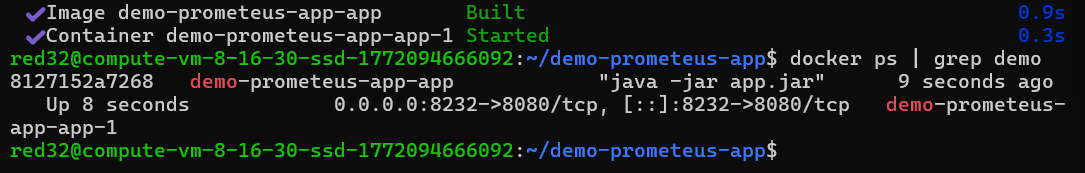 ✔Image demo-prometeus-app-app Built 0.9s
✔Container demo-prometeus-app-app-1 Started 0.3s
red32@compute-vm-8-16-30-ssd-1772094666092:~/demo-prometeus-app$ docker ps | grep demo
8127152a7268 demo-prometeus-app-app "java -jar app.jar" 9 seconds ago
Up 8 seconds 0.0.0.0:8232->8080/tcp, [::]:8232->8080/tcp demo-prometeus-
app-app-1
red32@compute-vm-8-16-30-ssd-1772094666092:~/demo-prometeus-app$